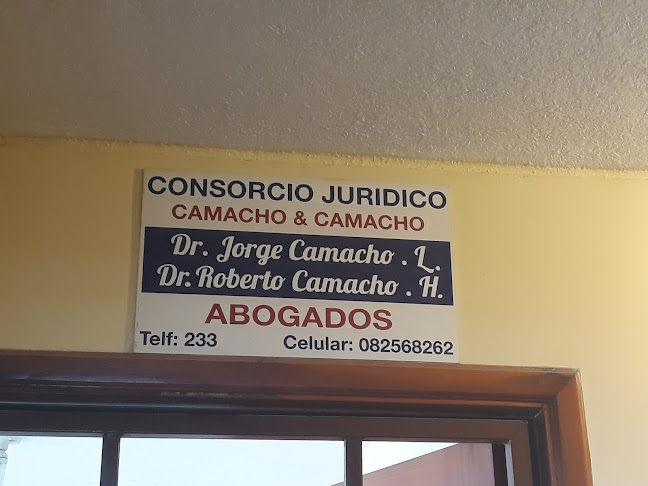 CONSORCIO JURIDICO
CAMACHO & CAMACHO
Dr. Jorge Camacho . L.
Dr. Roberto Camacho . H.
ABOGADOS
Telf: 233 Celular: 082568262